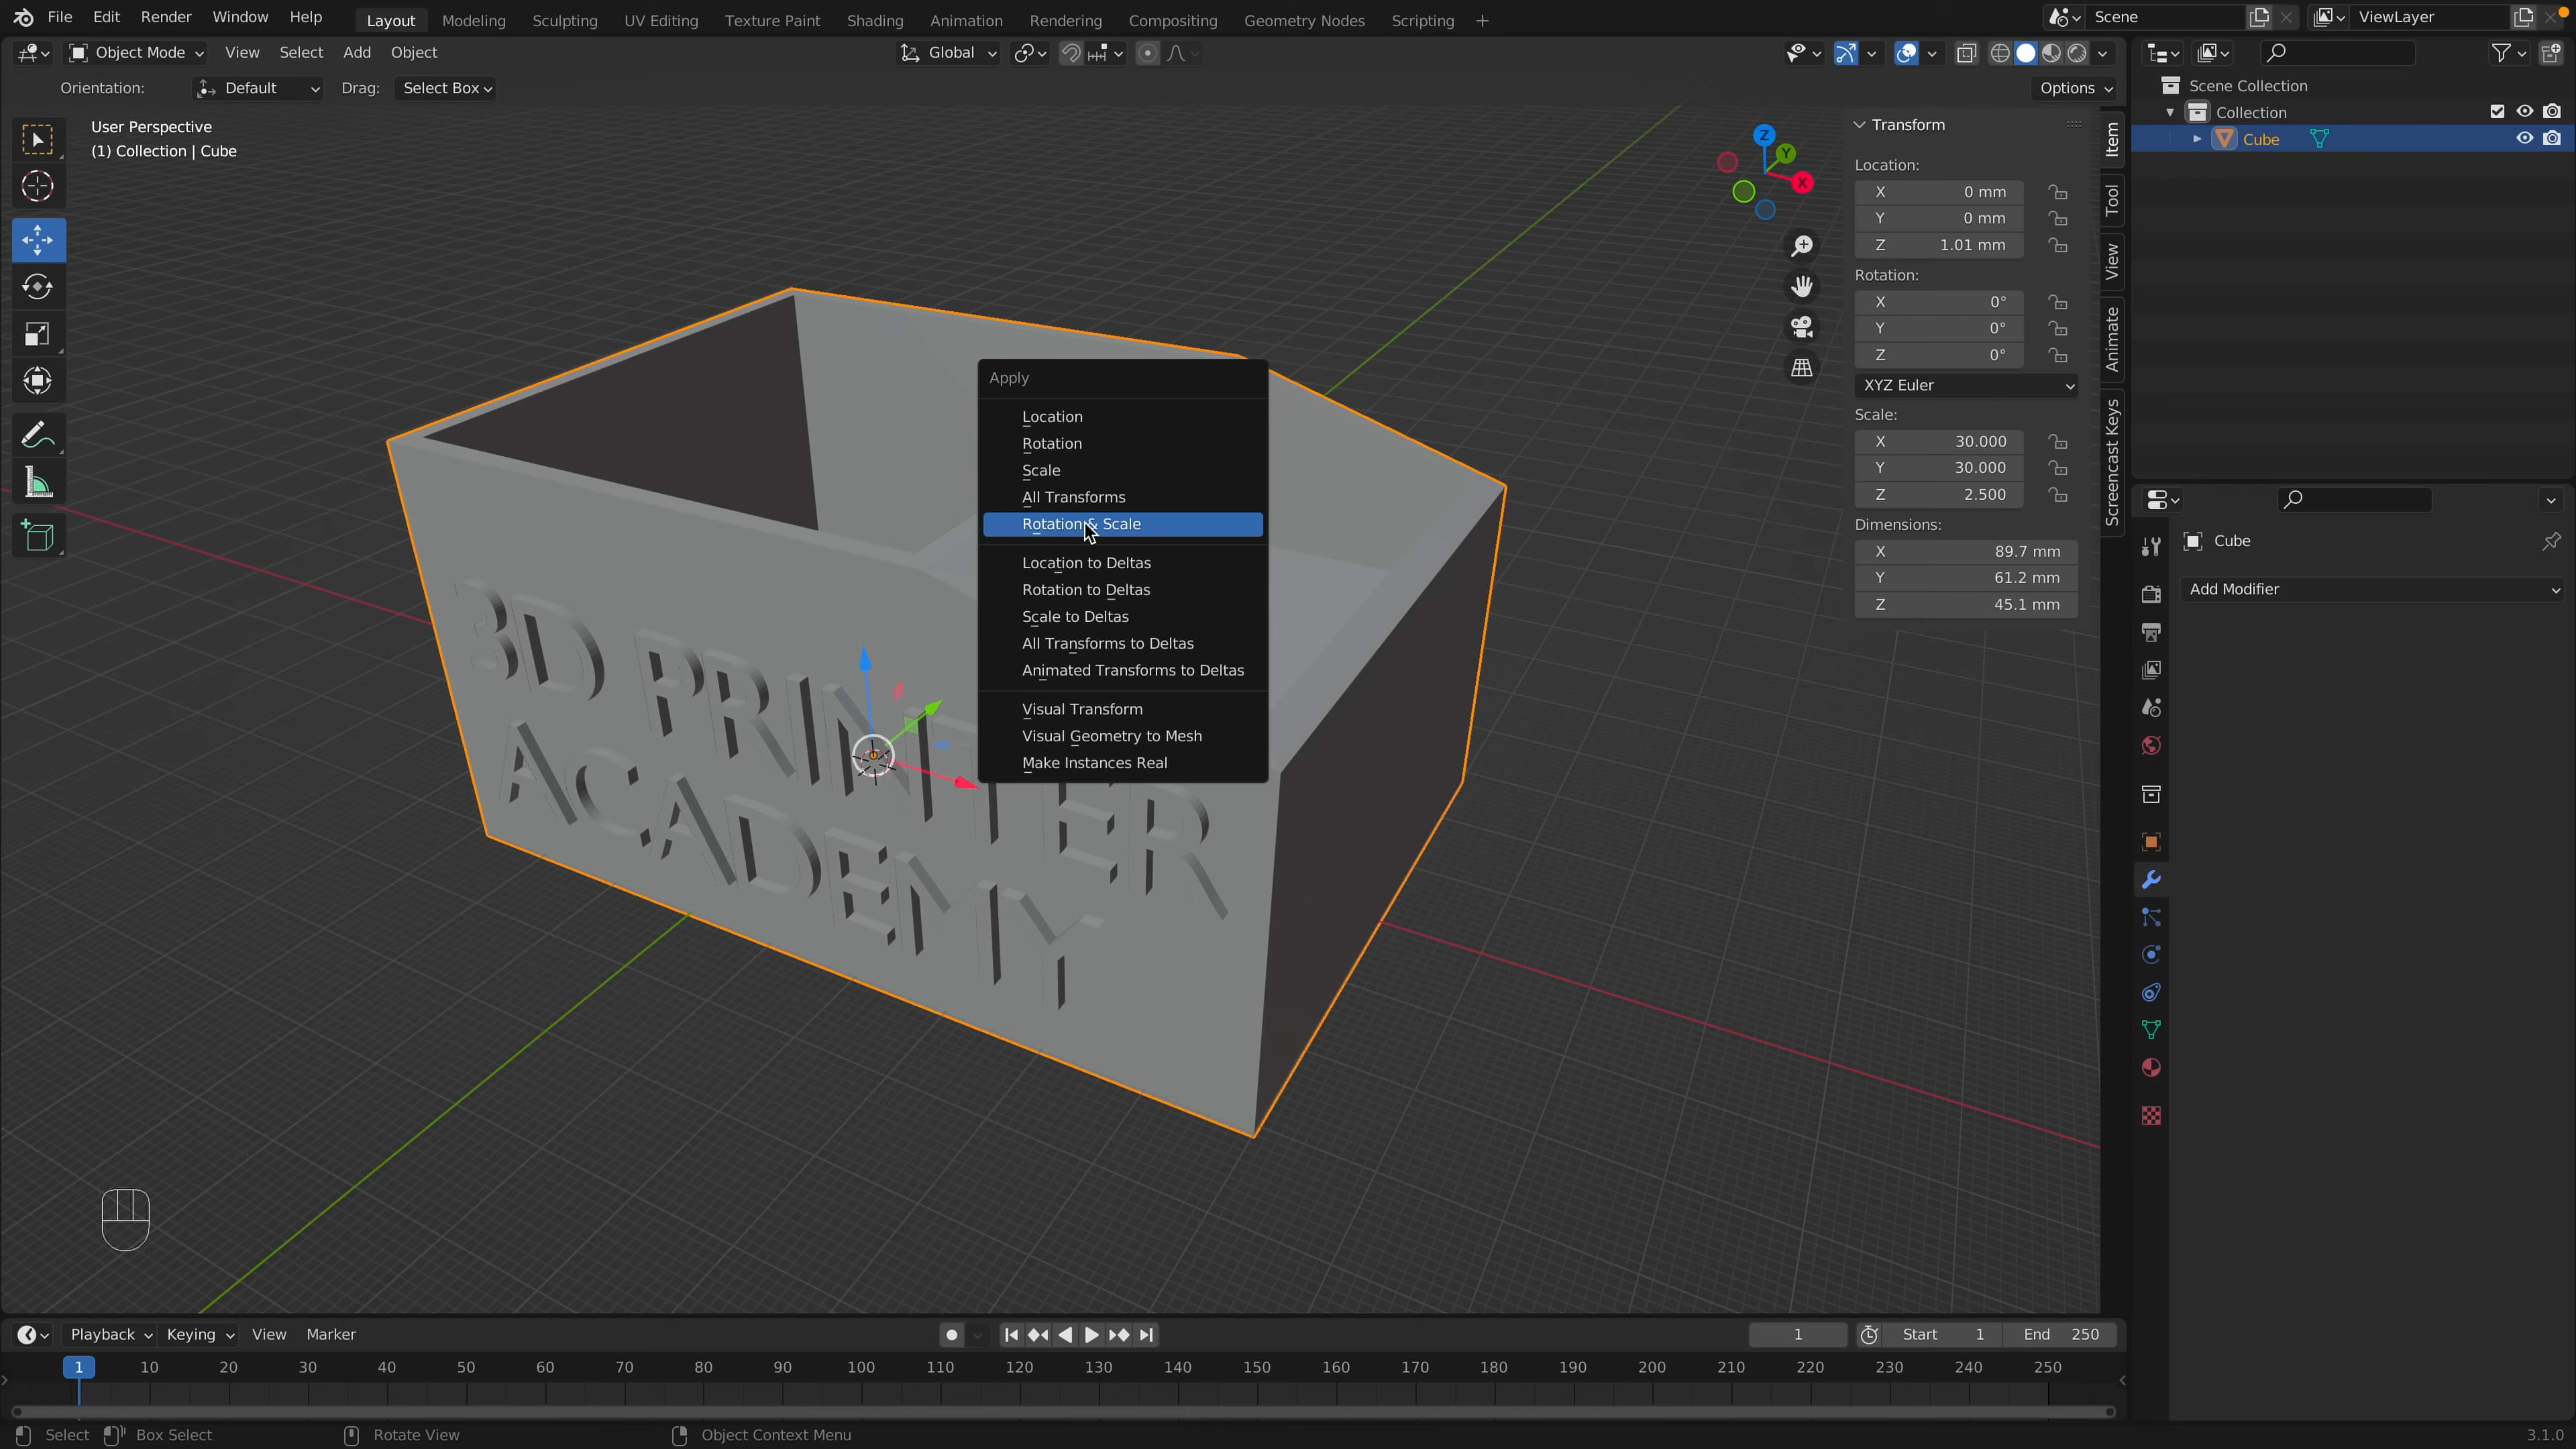 File Edit Render Window Help Layout Modeling Sculpting UV Editing Texture Paint Shading Animation Rendering Compositing Geometry Nodes Scripting + Scene ViewLayer
Object Mode View Select Add Object Global
Orientation: Default Drag: Select Box Options
User Perspective
(1) Collection | Cube
Z
Y
X
Transform
Location:
X 0 mm
Y 0 mm
Z 1.01 mm
Rotation:
X 0°
Y 0°
Z 0°
XYZ Euler
Scale:
X 30.000
Y 30.000
Z 2.500
Dimensions:
X 89.7 mm
Y 61.2 mm
Z 45.1 mm
Item
Tool
View
Animate
Screencast Keys
Scene Collection
Collection
Cube
Cube
Add Modifier
Apply
Location
Rotation
Scale
All Transforms
Rotation & Scale
Location to Deltas
Rotation to Deltas
Scale to Deltas
All Transforms to Deltas
Animated Transforms to Deltas
Visual Transform
Visual Geometry to Mesh
Make Instances Real
3D PRINTER
ACADEMY
Playback Keying View Marker 1 Start 1 End 250
1 10 20 30 40 50 60 70 80 90 100 110 120 130 140 150 160 170 180 190 200 210 220 230 240 250
Select Box Select Rotate View Object Context Menu 3.1.0